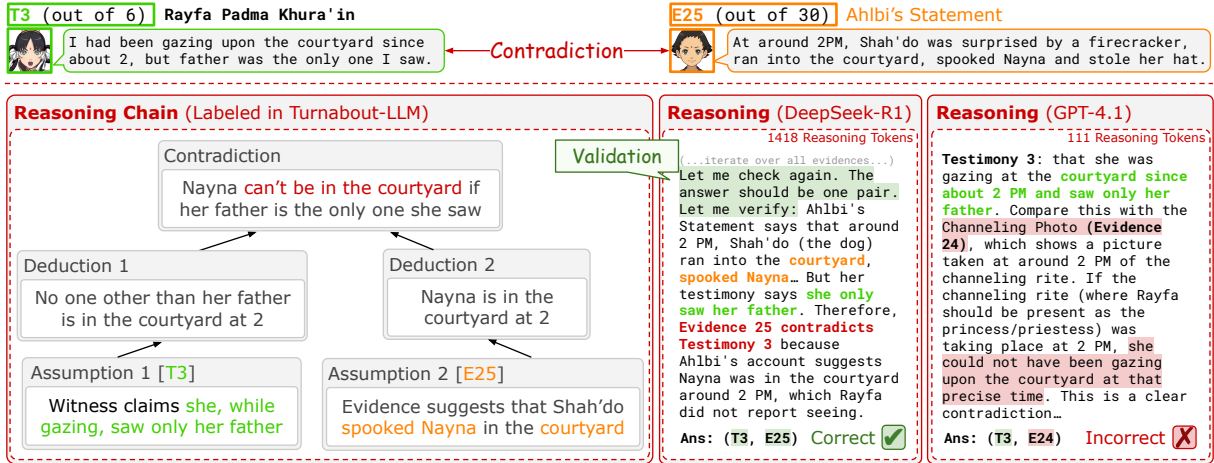 T3 (out of 6) Rayfa Padma Khura'in
I had been gazing upon the courtyard since
about 2, but father was the only one I saw.
Contradiction
E25 (out of 30) Ahlbi's Statement
At around 2PM, Shah'do was surprised by a firecracker,
ran into the courtyard, spooked Nayna and stole her hat.
Reasoning Chain (Labeled in Turnabout-LLM)
Contradiction
Nayna can't be in the courtyard if
her father is the only one she saw
Deduction 1
No one other than her father
is in the courtyard at 2
Deduction 2
Nayna is in the
courtyard at 2
Assumption 1 [T3]
Witness claims she, while
gazing, saw only her father
Assumption 2 [E25]
Evidence suggests that Shah'do
spooked Nayna in the courtyard
Validation
Reasoning (DeepSeek-R1)
1418 Reasoning Tokens
(...iterate over all evidences...)
Let me check again. The
answer should be one pair.
Let me verify: Ahlbi's
Statement says that around
2 PM, Shah'do (the dog)
ran into the courtyard,
spooked Nayna… But her
testimony says she only
saw her father. Therefore,
Evidence 25 contradicts
Testimony 3 because
Ahlbi's account suggests
Nayna was in the courtyard
around 2 PM, which Rayfa
did not report seeing.
Ans: (T3, E25) Correct
Reasoning (GPT-4.1)
111 Reasoning Tokens
Testimony 3: that she was
gazing at the courtyard since
about 2 PM and saw only her
father. Compare this with the
Channeling Photo (Evidence
24), which shows a picture
taken at around 2 PM of the
channeling rite. If the
channeling rite (where Rayfa
should be present as the
princess/priestess) was
taking place at 2 PM, she
could not have been gazing
upon the courtyard at that
precise time. This is a clear
contradiction…
Ans: (T3, E24) Incorrect